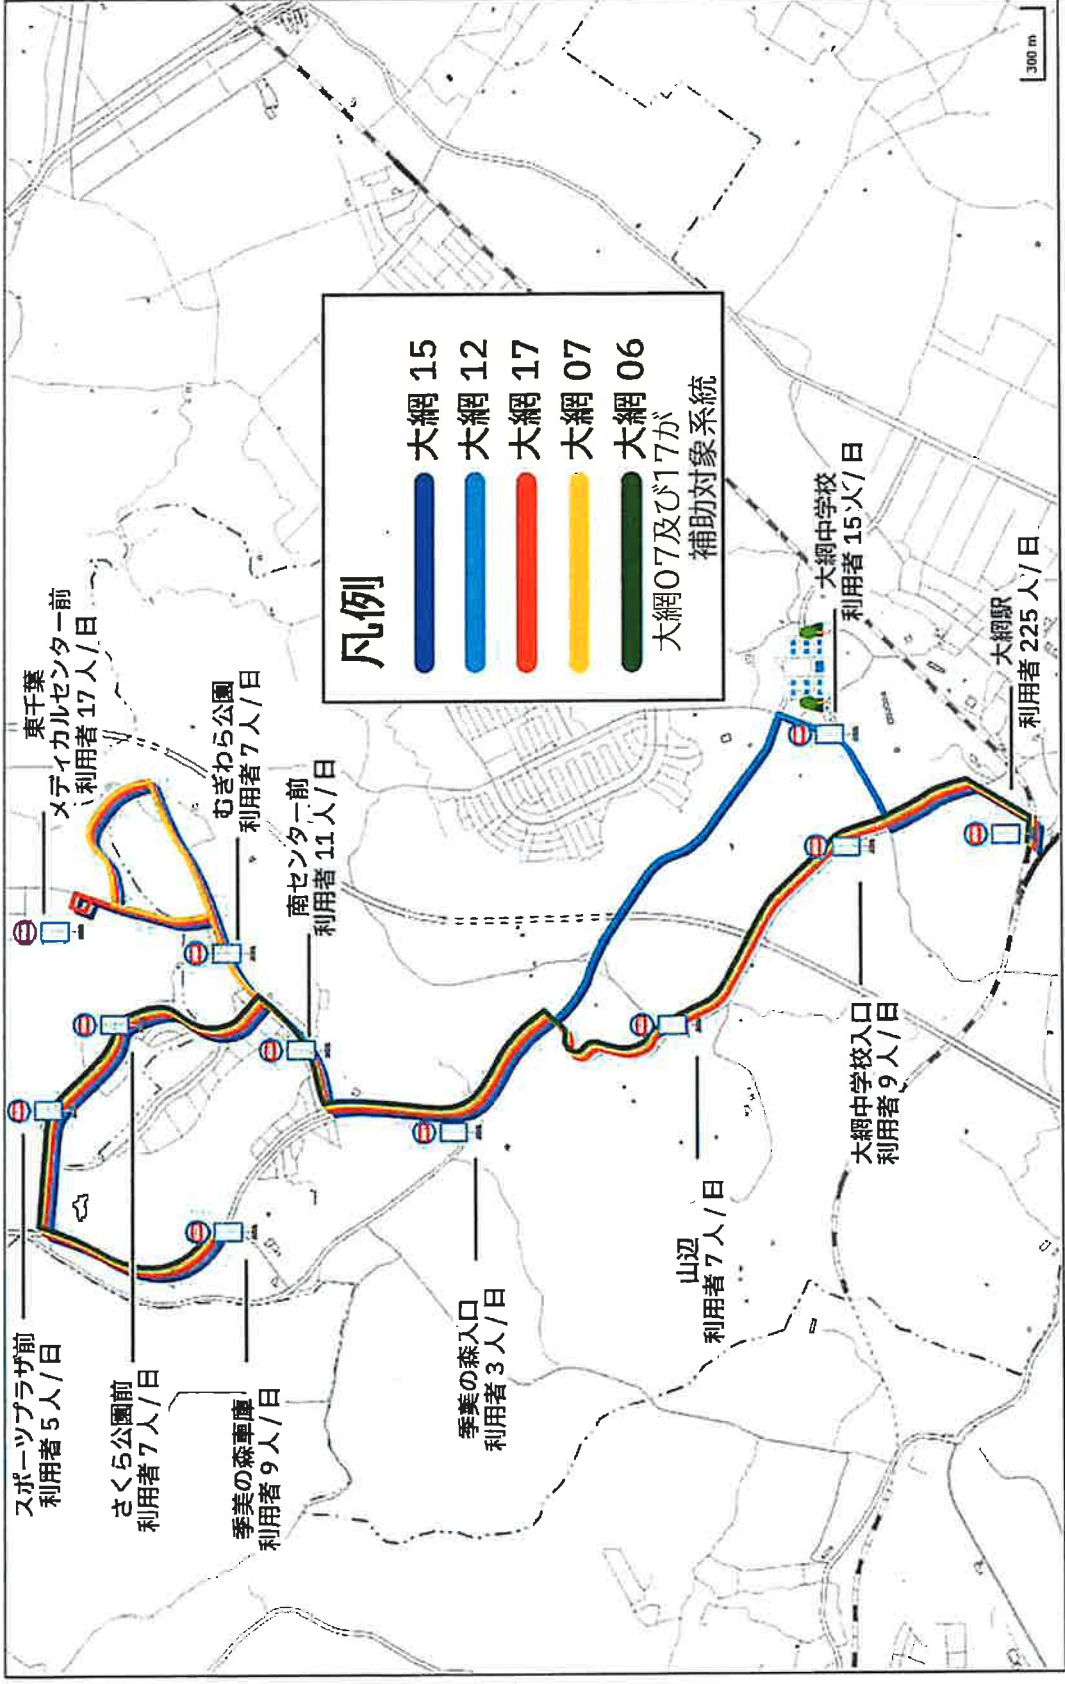 スポーツプラザ前
利用者 5 人/日
さくら公園前
利用者 7 人/日
季美の森車庫
利用者 9 人/日
東千葉
メディカルセンター前
利用者 17 人/日
むぎわら公園
利用者 7 人/日
南センター前
利用者 11 人/日
季美の森入口
利用者 3 人/日
山辺
利用者 7 人/日
大網中学校入口
利用者 9 人/日
大網中学校
利用者 15 人/日
大網駅
利用者 225 人/日
凡例
大網 15
大網 12
大網 17
大網 07
大網 06
大網07及び17が
補助対象系統
300 m